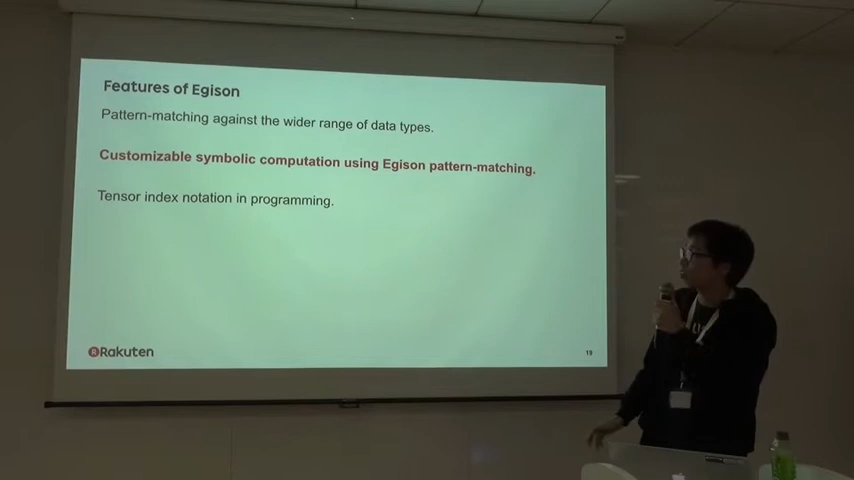 Features of Egison
Pattern-matching against the wider range of data types.
Customizable symbolic computation using Egison pattern-matching.
Tensor index notation in programming.
Rakuten
19